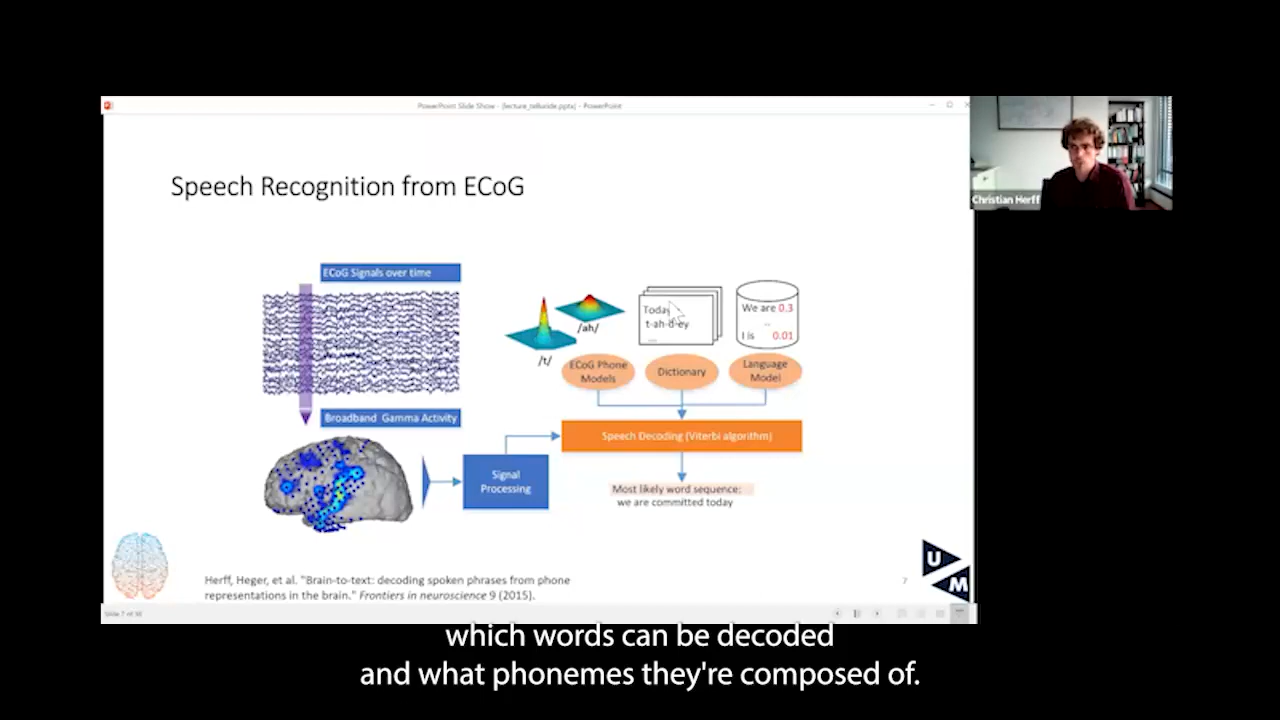 PowerPoint Slide Show - [lecture_telluride.pptx] - PowerPoint
Christian Herff
Speech Recognition from ECoG
ECoG Signals over time
/ah/
/t/
Today
t-ah-d-ey
...
We are 0.3
..
I is 0.01
ECoG Phone
Models
Dictionary
Language
Model
Broadband Gamma Activity
Speech Decoding (Viterbi algorithm)
Signal
Processing
Most likely word sequence:
we are committed today
Herff, Heger, et al. "Brain-to-text: decoding spoken phrases from phone
representations in the brain." Frontiers in neuroscience 9 (2015).
7
U
M
which words can be decoded
and what phonemes they're composed of.